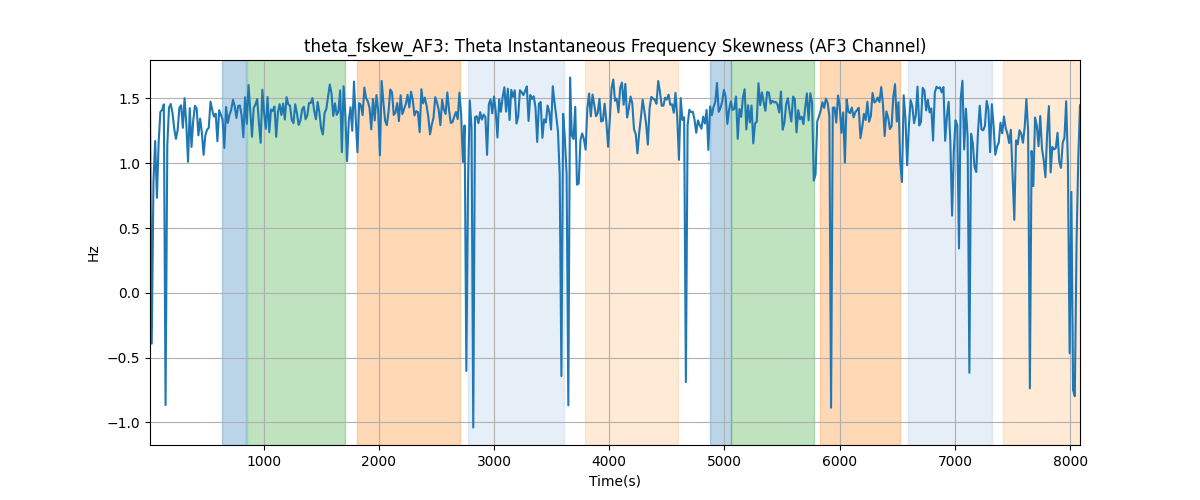 theta_fskew_AF3: Theta Instantaneous Frequency Skewness (AF3 Channel)
1.5
1.0
0.5
0.0
−0.5
−1.0
Hz
1000 2000 3000 4000 5000 6000 7000 8000
Time(s)